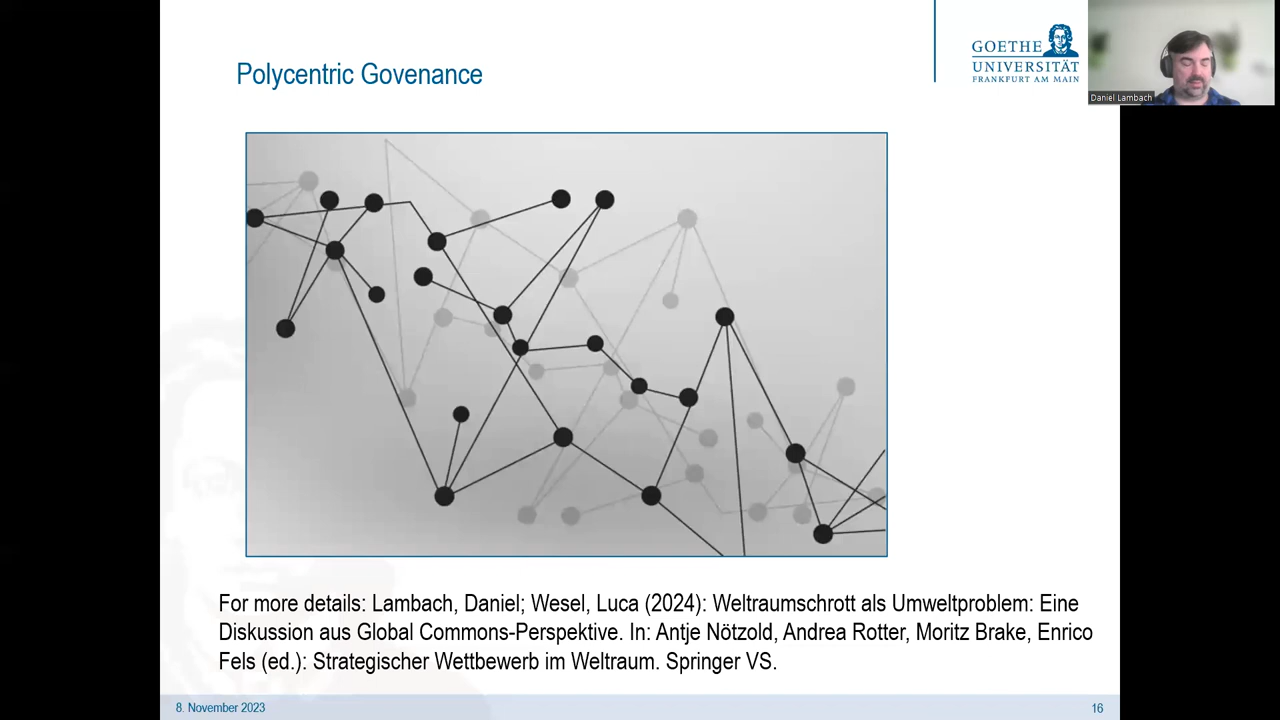 Polycentric Govenance
GOETHE
UNIVERSITÄT
FRANKFURT AM MAIN
Daniel Lambach
For more details: Lambach, Daniel; Wesel, Luca (2024): Weltraumschrott als Umweltproblem: Eine
Diskussion aus Global Commons-Perspektive. In: Antje Nötzold, Andrea Rotter, Moritz Brake, Enrico
Fels (ed.): Strategischer Wettbewerb im Weltraum. Springer VS.
8. November 2023
16